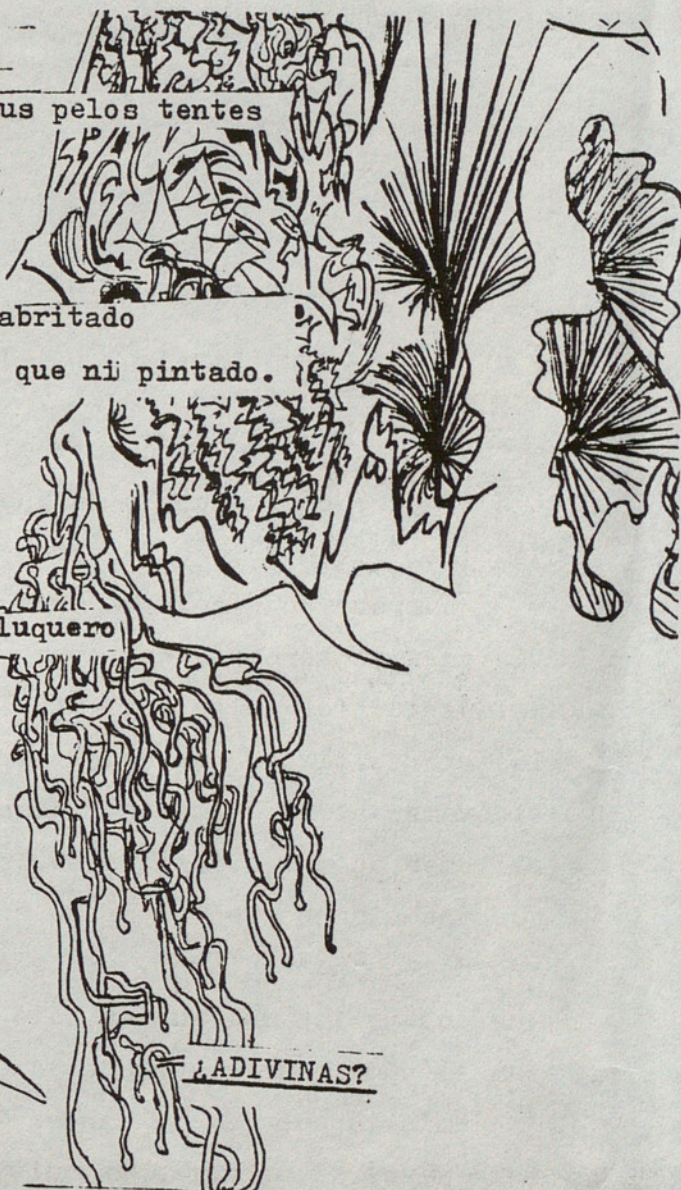 us pelos tentes
abritado
que ni pintado.
luquero
¿ADIVINAS?